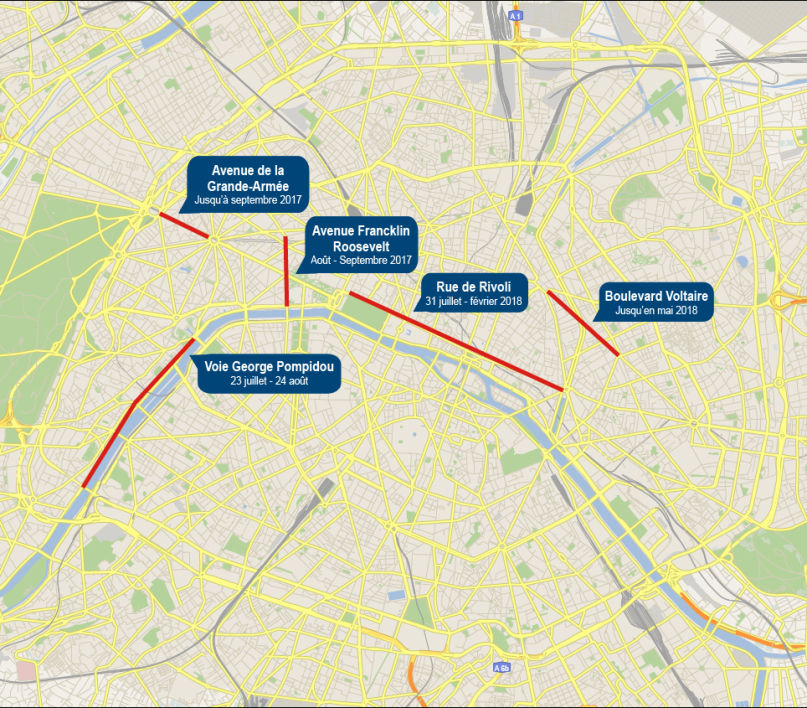 A 1
Avenue de la
Grande-Armée
Jusqu'à septembre 2017
Avenue Francklin
Roosevelt
Août - Septembre 2017
Rue de Rivoli
31 juillet - février 2018
Boulevard Voltaire
Jusqu'en mai 2018
Voie George Pompidou
23 juillet - 24 août
A 6b